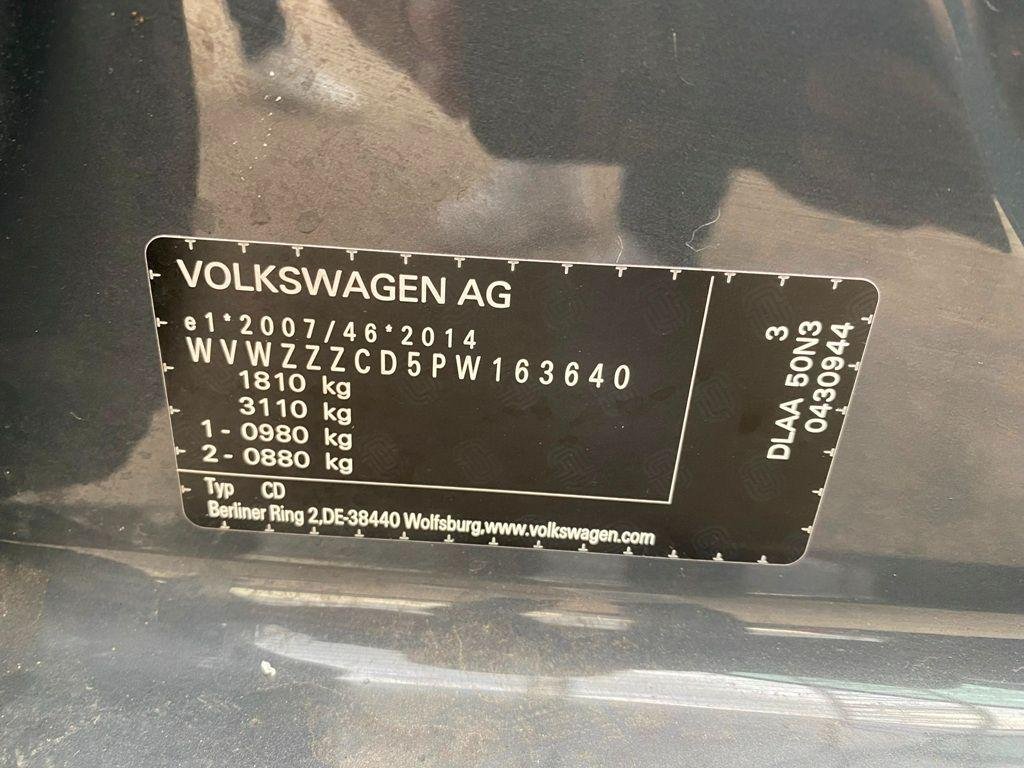 VOLKSWAGEN AG
e1*2007/46*2014
WVWZZZCD5PW163640
1810 kg
3110 kg
1- 0980 kg
2- 0880 kg
Typ CD
Berliner Ring 2,DE-38440 Wolfsburg,www.volkswagen.com
3
DLAA 50N3
0430944